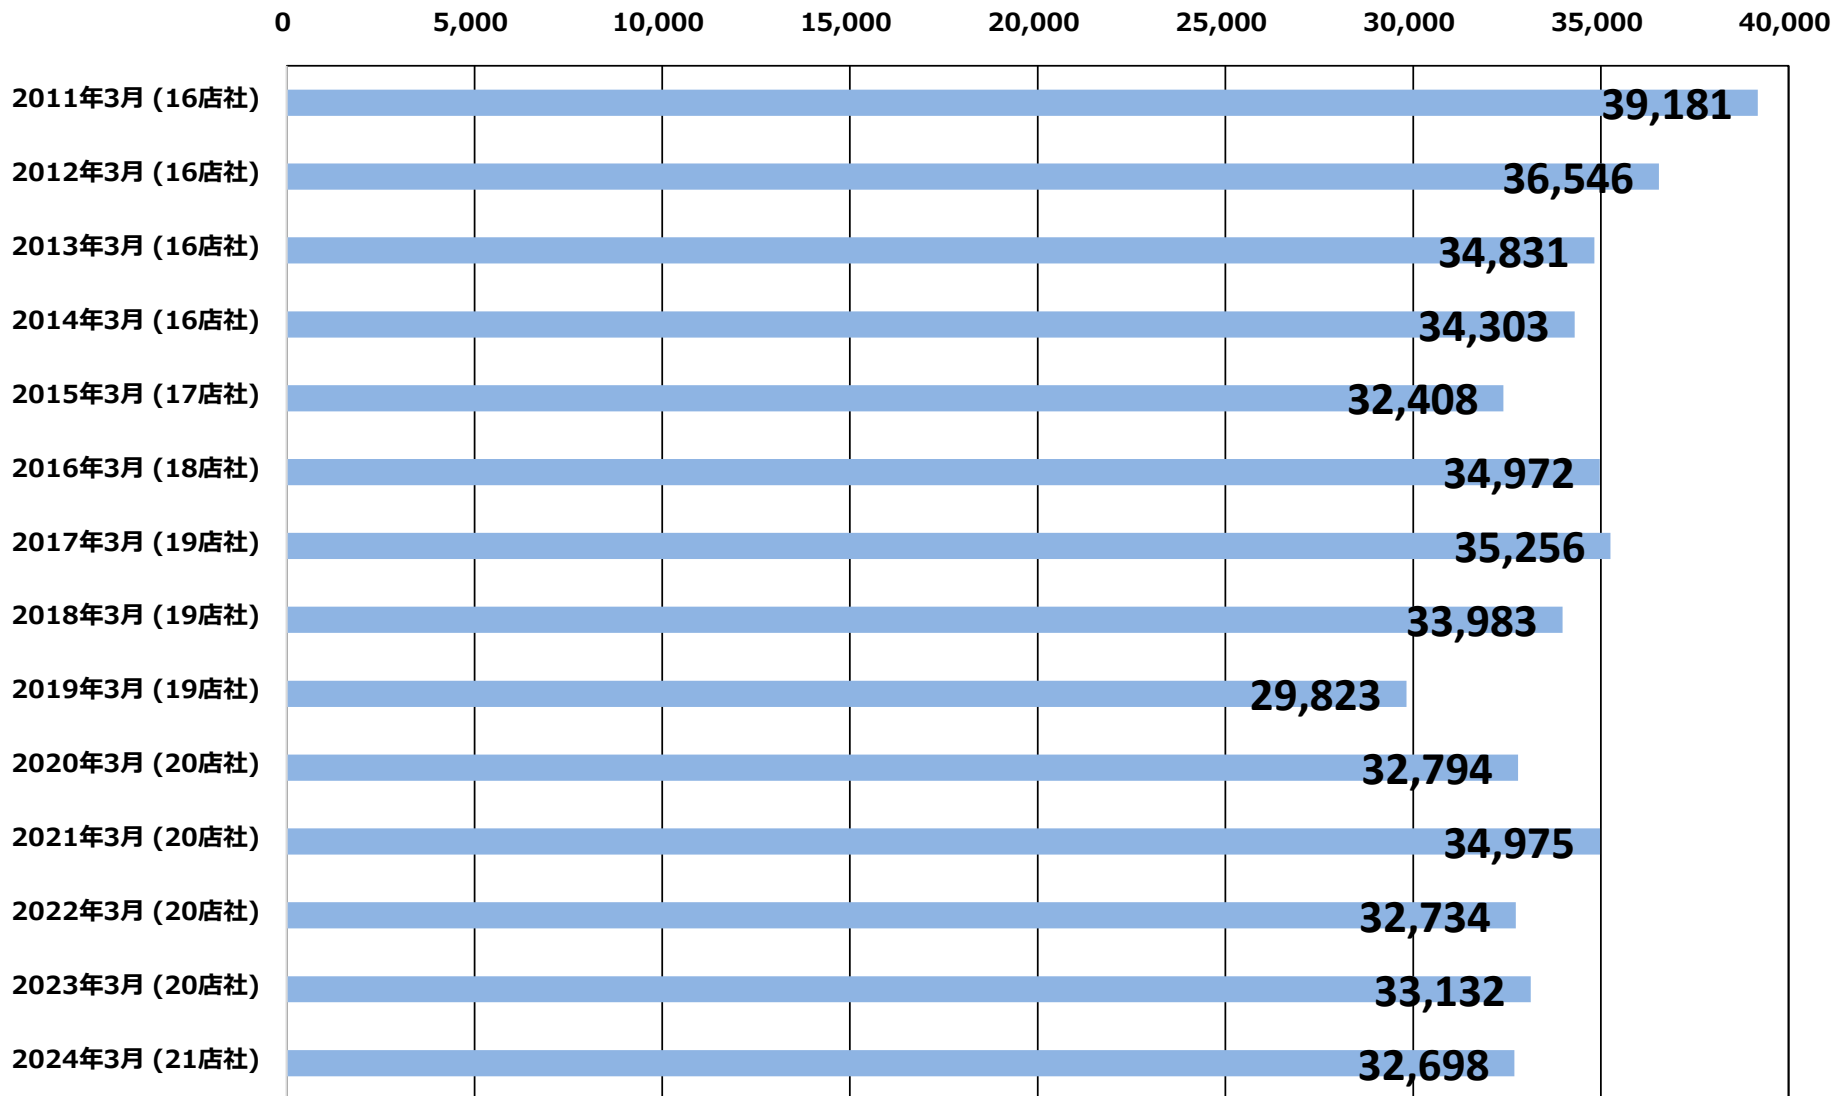 0 5,000 10,000 15,000 20,000 25,000 30,000 35,000 40,000
2011年3月 (16店社) 39,181
2012年3月 (16店社) 36,546
2013年3月 (16店社) 34,831
2014年3月 (16店社) 34,303
2015年3月 (17店社) 32,408
2016年3月 (18店社) 34,972
2017年3月 (19店社) 35,256
2018年3月 (19店社) 33,983
2019年3月 (19店社) 29,823
2020年3月 (20店社) 32,794
2021年3月 (20店社) 34,975
2022年3月 (20店社) 32,734
2023年3月 (20店社) 33,132
2024年3月 (21店社) 32,698